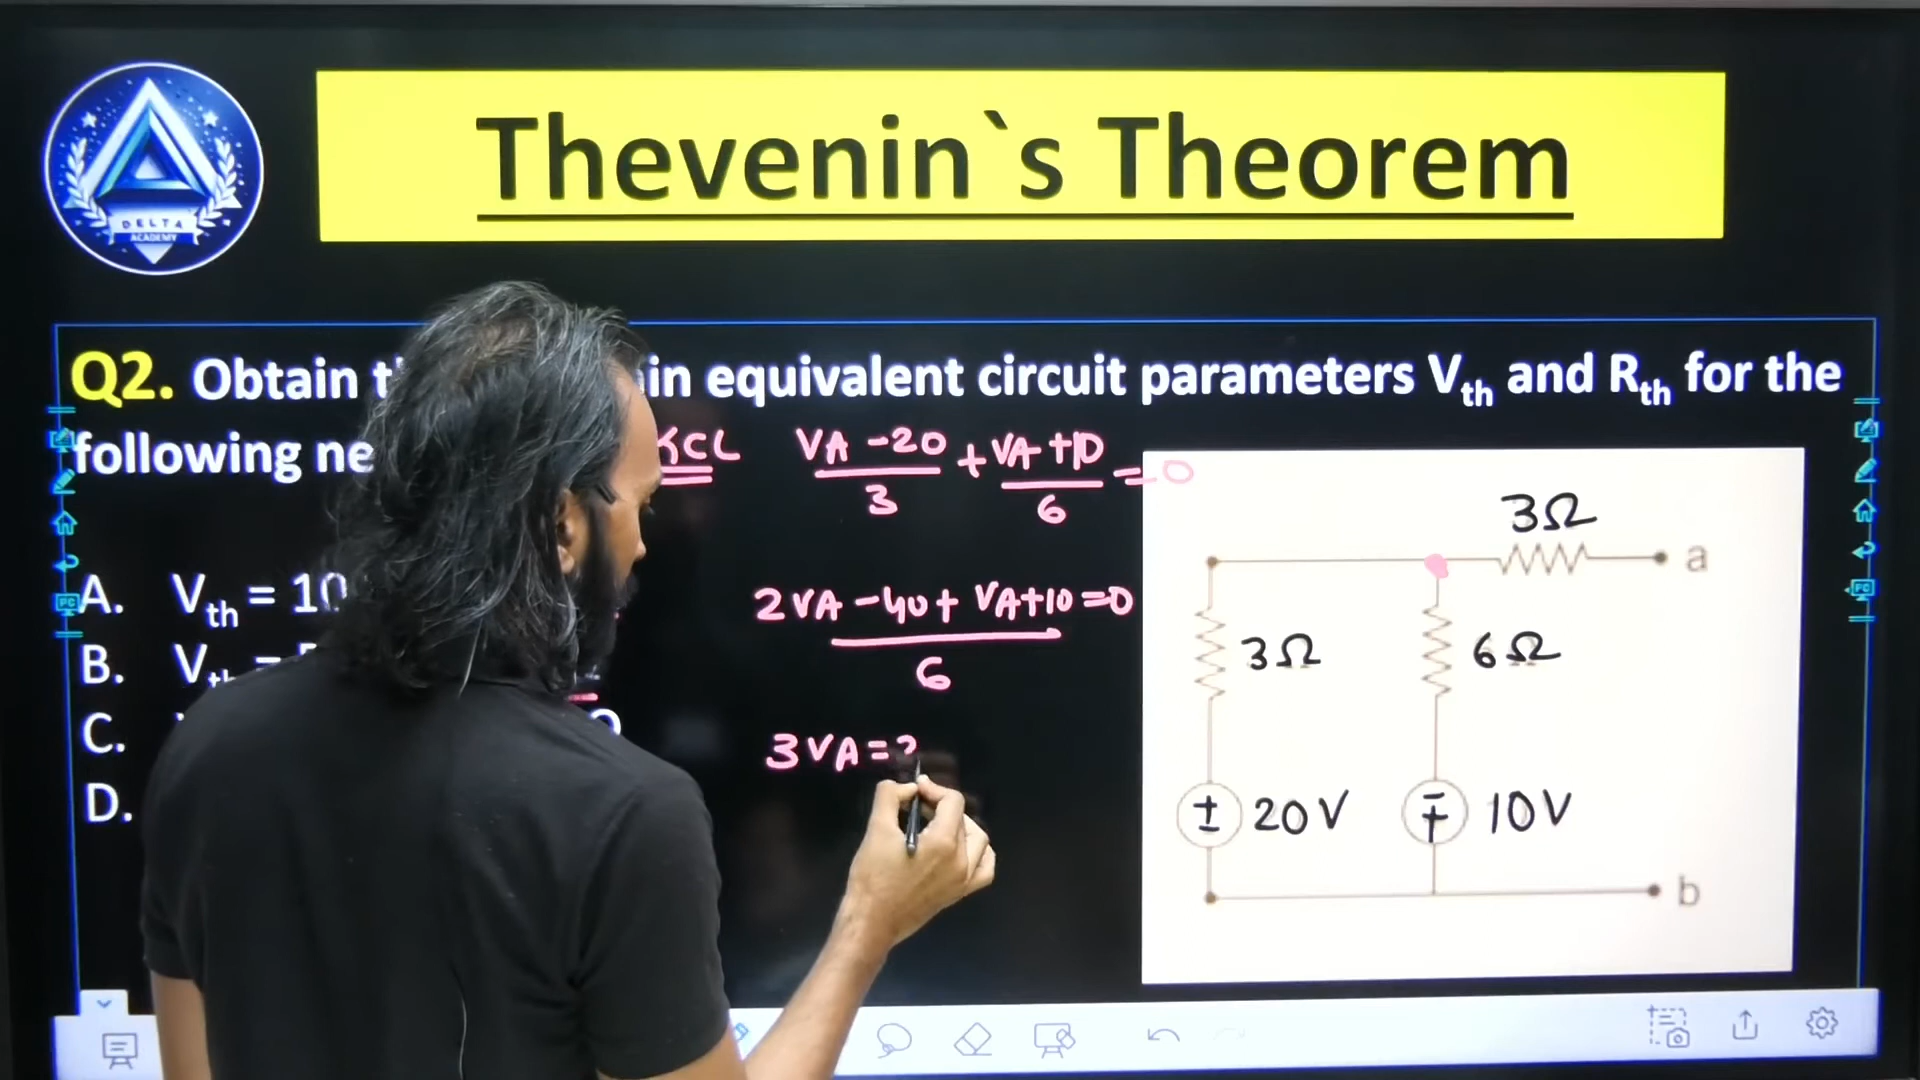 DELTA
ACADEMY
Thevenin`s Theorem
Q2. Obtain in equivalent circuit parameters Vth and Rth for the
following
KCL VA -20 / 3 + VA +10 / 6 = 0
2VA -40 + VA+10 =0
6
3VA=
A. Vth = 10
B.
C.
D.
3Ω
a
3Ω
6Ω
± 20V
∓ 10V
b
PC
PC